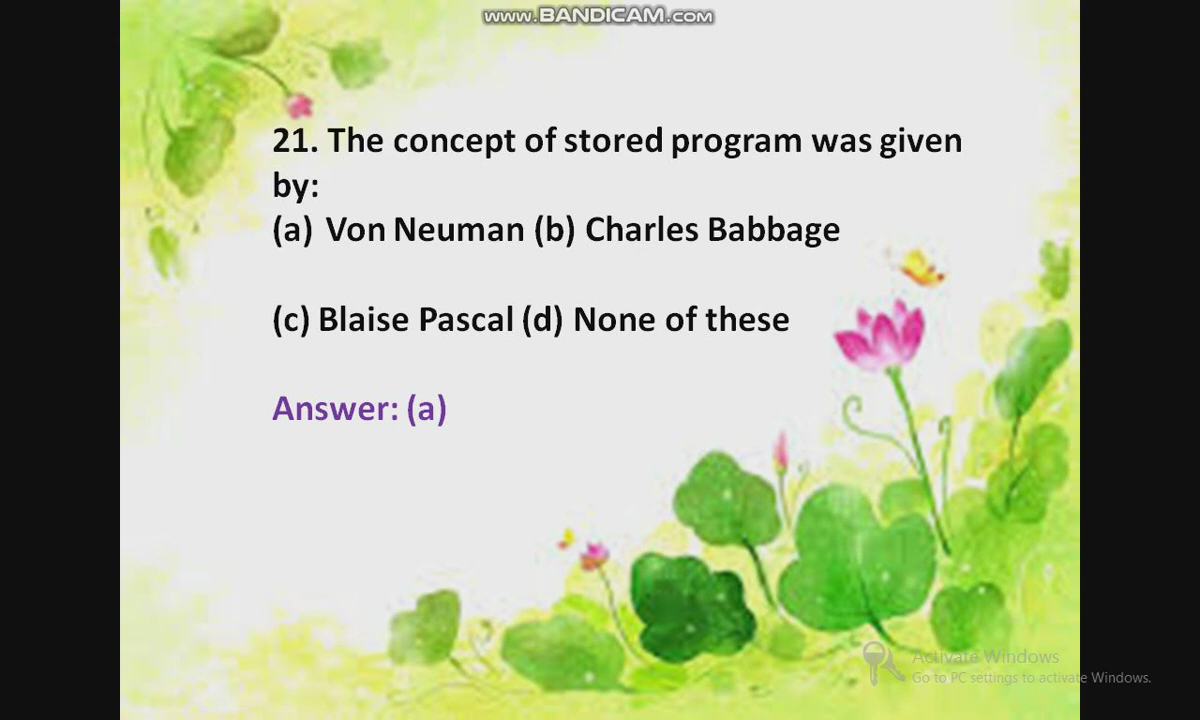 www.BANDICAM.com
21. The concept of stored program was given
by:
(a) Von Neuman (b) Charles Babbage
(c) Blaise Pascal (d) None of these
Answer: (a)
Activate Windows
Go to PC settings to activate Windows.